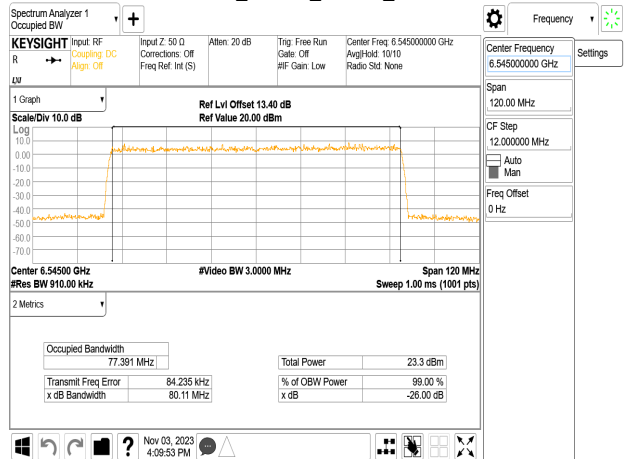 Spectrum Analyzer 1
Occupied BW
+
Frequency
KEYSIGHT Input: RF Input Z: 50 Ω Atten: 20 dB Trig: Free Run Center Freq: 6.545000000 GHz
Coupling: DC Corrections: Off Gate: Off Avg|Hold: 10/10
R Align: Off Freq Ref: Int (S) #IF Gain: Low Radio Std: None
Center Frequency
6.545000000 GHz
Settings
Span
120.00 MHz
CF Step
12.000000 MHz
Auto
Man
Freq Offset
0 Hz
1 Graph
Ref Lvl Offset 13.40 dB
Scale/Div 10.0 dB Ref Value 20.00 dBm
Log
10.0
0.00
-10.0
-20.0
-30.0
-40.0
-50.0
-60.0
-70.0
Center 6.54500 GHz #Video BW 3.0000 MHz Span 120 MHz
#Res BW 910.00 kHz Sweep 1.00 ms (1001 pts)
2 Metrics
Occupied Bandwidth
77.391 MHz Total Power 23.3 dBm
Transmit Freq Error 84.235 kHz % of OBW Power 99.00 %
x dB Bandwidth 80.11 MHz x dB -26.00 dB
? Nov 03, 2023
4:09:53 PM